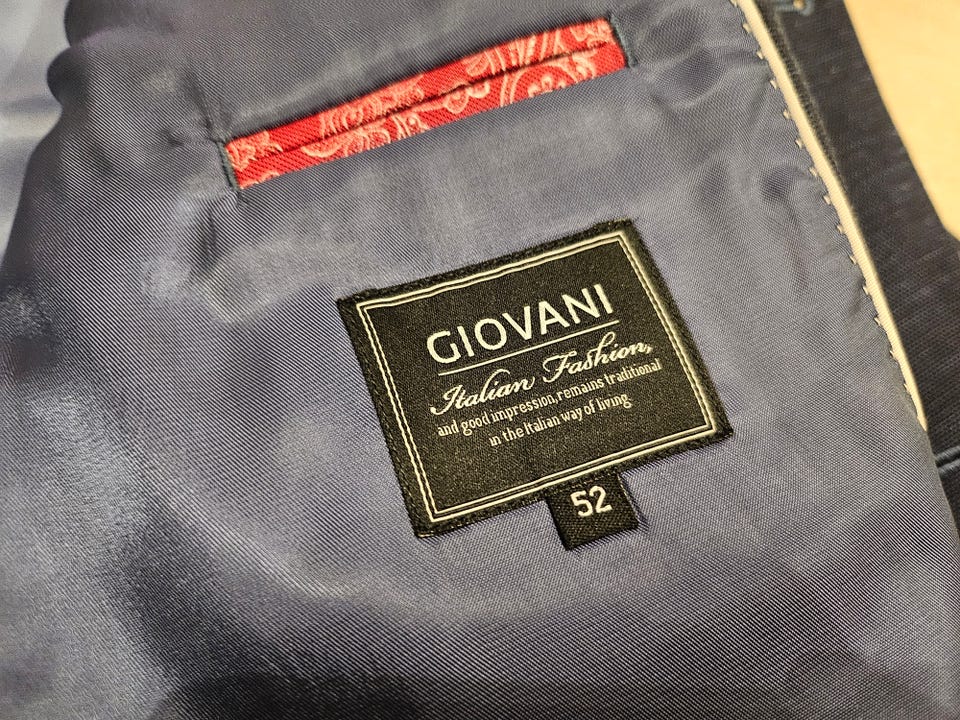 GIOVANI
Italian Fashion,
and good impression, remains traditional
in the Italian way of living
52